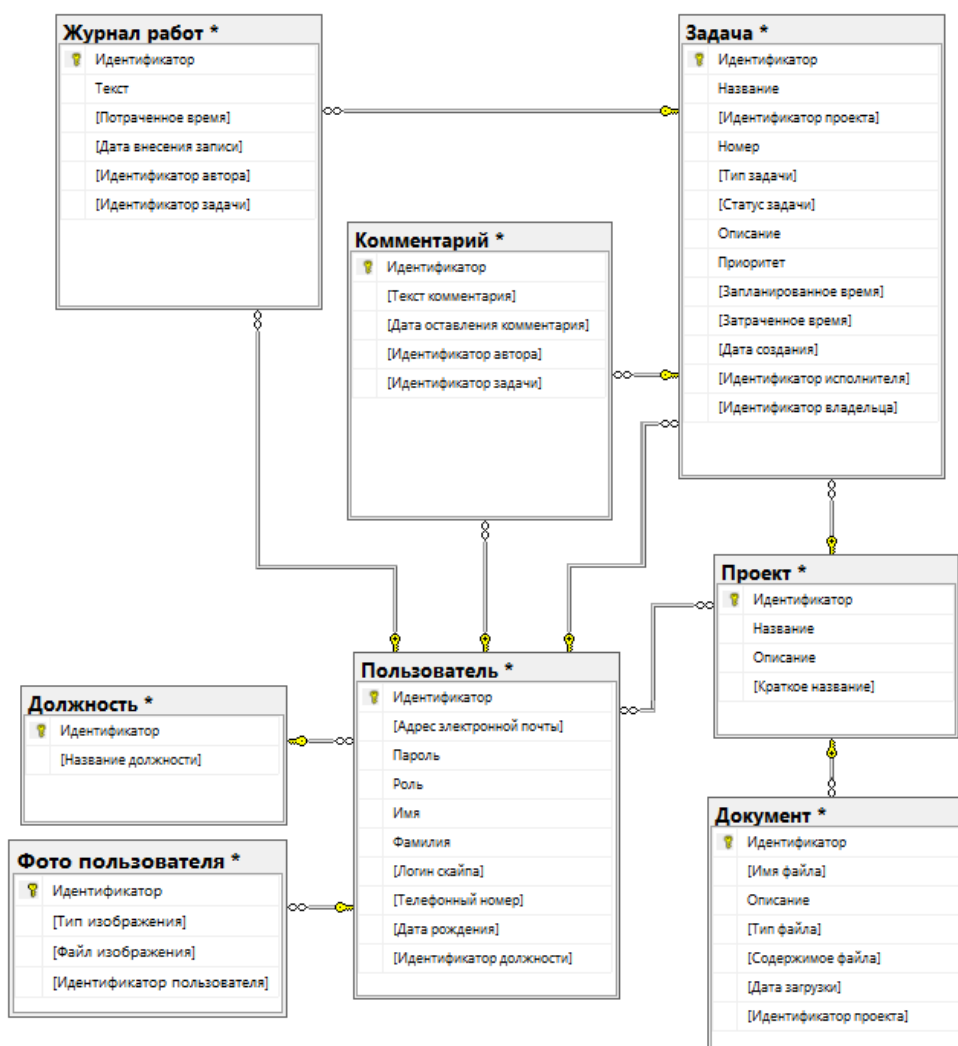 Журнал работ *
Идентификатор
Текст
[Потраченное время]
[Дата внесения записи]
[Идентификатор автора]
[Идентификатор задачи]
Задача *
Идентификатор
Название
[Идентификатор проекта]
Номер
[Тип задачи]
[Статус задачи]
Описание
Приоритет
[Запланированное время]
[Затраченное время]
[Дата создания]
[Идентификатор исполнителя]
[Идентификатор владельца]
Комментарий *
Идентификатор
[Текст комментария]
[Дата оставления комментария]
[Идентификатор автора]
[Идентификатор задачи]
Проект *
Идентификатор
Название
Описание
[Краткое название]
Пользователь *
Идентификатор
[Адрес электронной почты]
Пароль
Роль
Имя
Фамилия
[Логин скайпа]
[Телефонный номер]
[Дата рождения]
[Идентификатор должности]
Должность *
Идентификатор
[Название должности]
Фото пользователя *
Идентификатор
[Тип изображения]
[Файл изображения]
[Идентификатор пользователя]
Документ *
Идентификатор
[Имя файла]
Описание
[Тип файла]
[Содержимое файла]
[Дата загрузки]
[Идентификатор проекта]